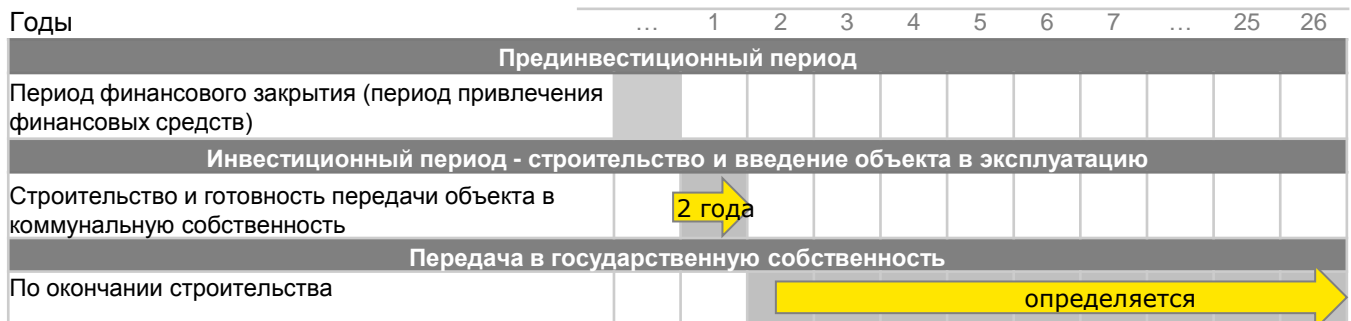 Годы … 1 2 3 4 5 6 7 … 25 26
Прединвестиционный период
Период финансового закрытия (период привлечения
финансовых средств)
Инвестиционный период - строительство и введение объекта в эксплуатацию
Строительство и готовность передачи объекта в
коммунальную собственность
2 года
Передача в государственную собственность
По окончании строительства
определяется